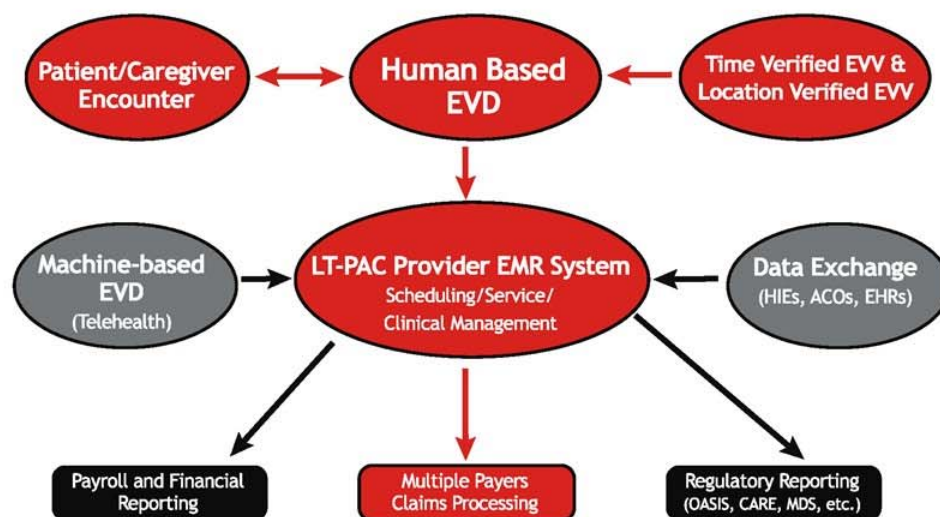 Patient/Caregiver
Encounter
Human Based
EVD
Time Verified EVV &
Location Verified EVV
Machine-based
EVD
(Telehealth)
LT-PAC Provider EMR System
Scheduling/Service/
Clinical Management
Data Exchange
(HIEs, ACOs, EHRs)
Payroll and Financial
Reporting
Multiple Payers
Claims Processing
Regulatory Reporting
(OASIS, CARE, MDS, etc.)